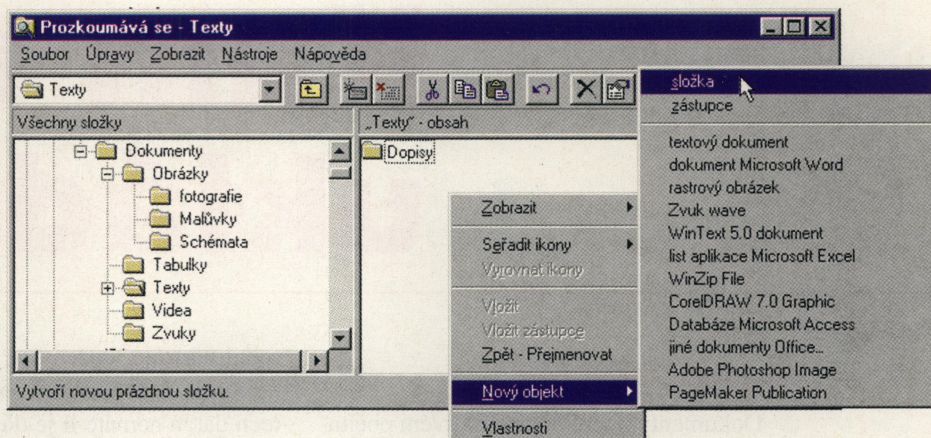 Prozkoumává se - Texty
Soubor Úpravy Zobrazit Nástroje Nápověda
Texty
Všechny složky
„Texty“ - obsah
Dokumenty
Obrázky
fotografie
Malůvky
Schémata
Tabulky
Texty
Videa
Zvuky
Dopisy
Vytvoří novou prázdnou složku.
Zobrazit
Seřadit ikony
Vyrovnat ikony
Vložit
Vložit zástupce
Zpět - Přejmenovat
Nový objekt
Vlastnosti
složka
zástupce
textový dokument
dokument Microsoft Word
rastrový obrázek
Zvuk wave
WinText 5.0 dokument
list aplikace Microsoft Excel
WinZip File
CorelDRAW 7.0 Graphic
Databáze Microsoft Access
jiné dokumenty Office...
Adobe Photoshop Image
PageMaker Publication